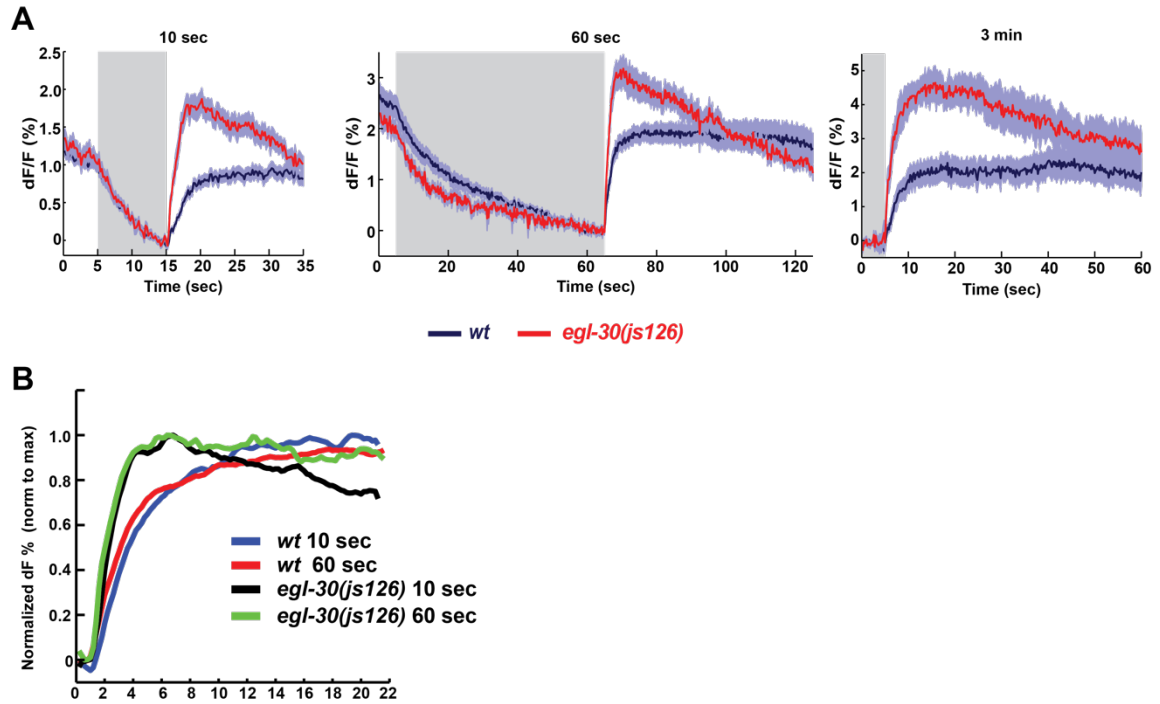 A
10 sec
60 sec
3 min
dF/F (%)
2.5
2.0
1.5
1.0
0.5
0
0 5 10 15 20 25 30 35
Time (sec)
dF/F (%)
3
2
1
0
0 20 40 60 80 100 120
Time (sec)
dF/F (%)
5
4
3
2
1
0
0 10 20 30 40 50 60
Time (sec)
wt egl-30(js126)
B
Normalized dF % (norm to max)
1.0
0.8
0.6
0.4
0.2
0
wt 10 sec
wt 60 sec
egl-30(js126) 10 sec
egl-30(js126) 60 sec
0 2 4 6 8 10 12 14 16 18 20 22